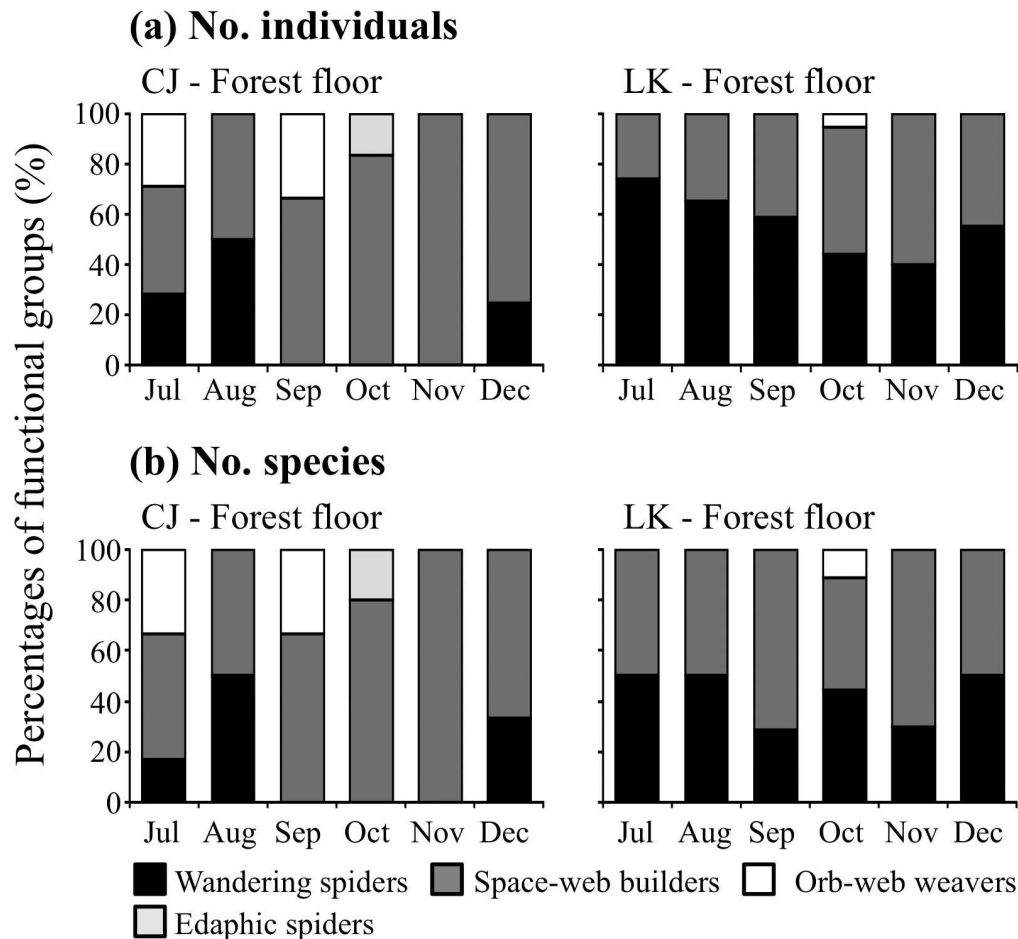 (a) No. individuals
CJ - Forest floor
LK - Forest floor
Percentages of functional groups (%)
100
80
60
40
20
0
Jul Aug Sep Oct Nov Dec
Jul Aug Sep Oct Nov Dec
(b) No. species
CJ - Forest floor
LK - Forest floor
100
80
60
40
20
0
Jul Aug Sep Oct Nov Dec
Jul Aug Sep Oct Nov Dec
Wandering spiders Space-web builders Orb-web weavers
Edaphic spiders